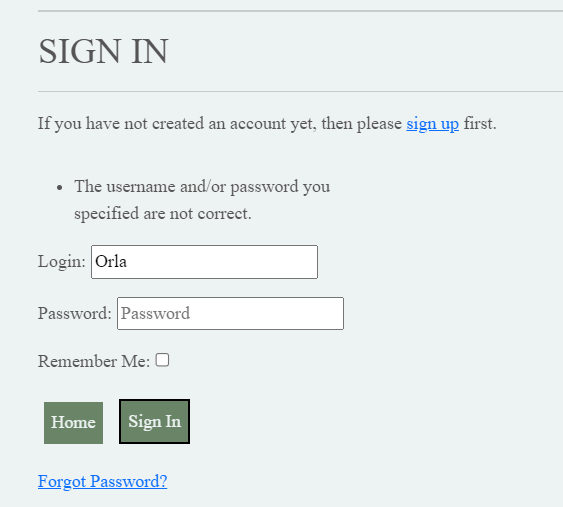 SIGN IN
If you have not created an account yet, then please sign up first.
The username and/or password you
specified are not correct.
Login: Orla
Password: Password
Remember Me:
Home Sign In
Forgot Password?